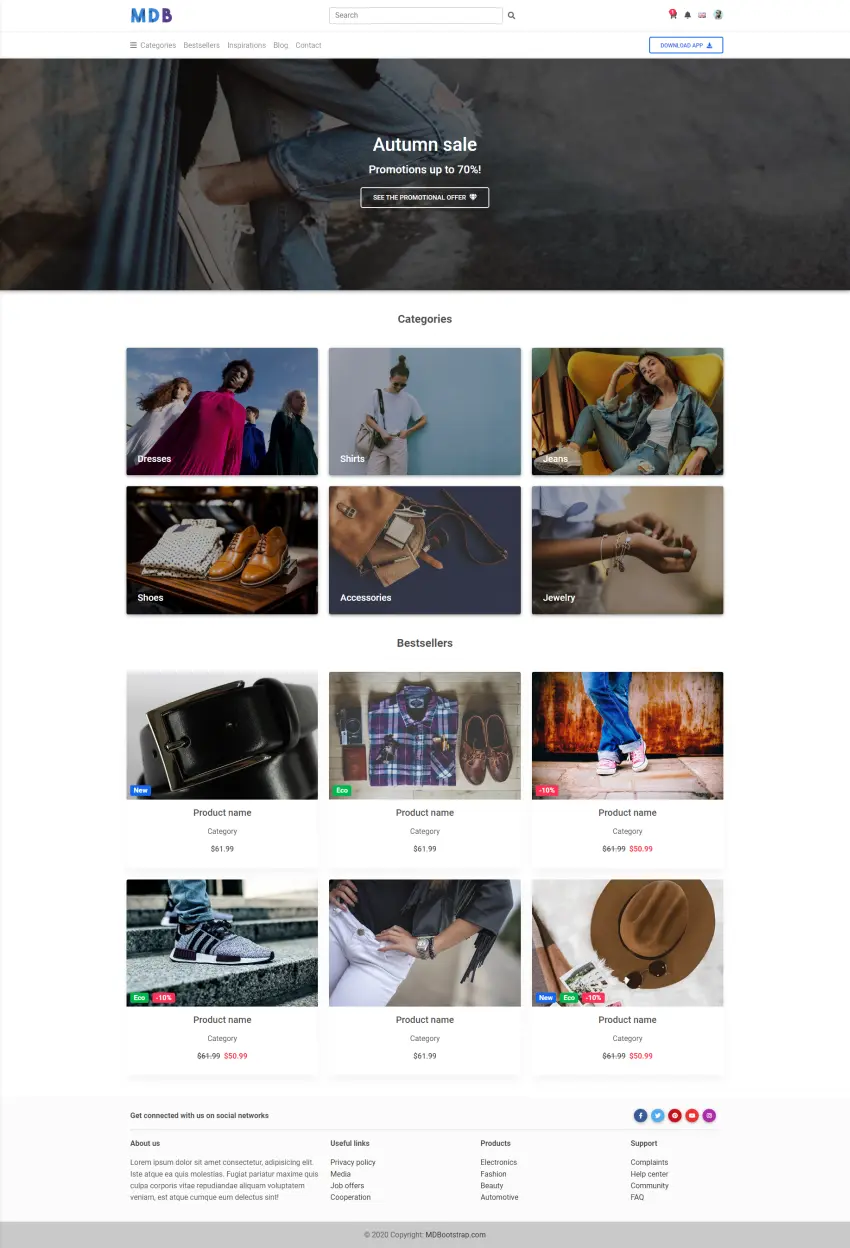 MDB
Search
Categories Bestsellers Inspirations Blog Contact
DOWNLOAD APP
Autumn sale
Promotions up to 70%!
SEE THE PROMOTIONAL OFFER
Categories
Dresses
Shirts
Jeans
Shoes
Accessories
Jewelry
Bestsellers
New
Eco
-10%
Product name
Category
$61.99
Product name
Category
$61.99
Product name
Category
$61.99 $50.99
Eco -10%
New Eco -10%
Product name
Category
$61.99 $50.99
Product name
Category
$61.99
Product name
Category
$61.99 $50.99
Get connected with us on social networks
About us
Lorem ipsum dolor sit amet consectetur, adipisicing elit.
Iste atque ea quis molestias. Fugiat pariatur maxime quis
culpa corporis vitae repudiandae aliquam voluptatem
veniam, est atque cumque eum delectus sint!
Useful links
Privacy policy
Media
Job offers
Cooperation
Products
Electronics
Fashion
Beauty
Automotive
Support
Complaints
Help center
Community
FAQ
© 2020 Copyright: MDBootstrap.com